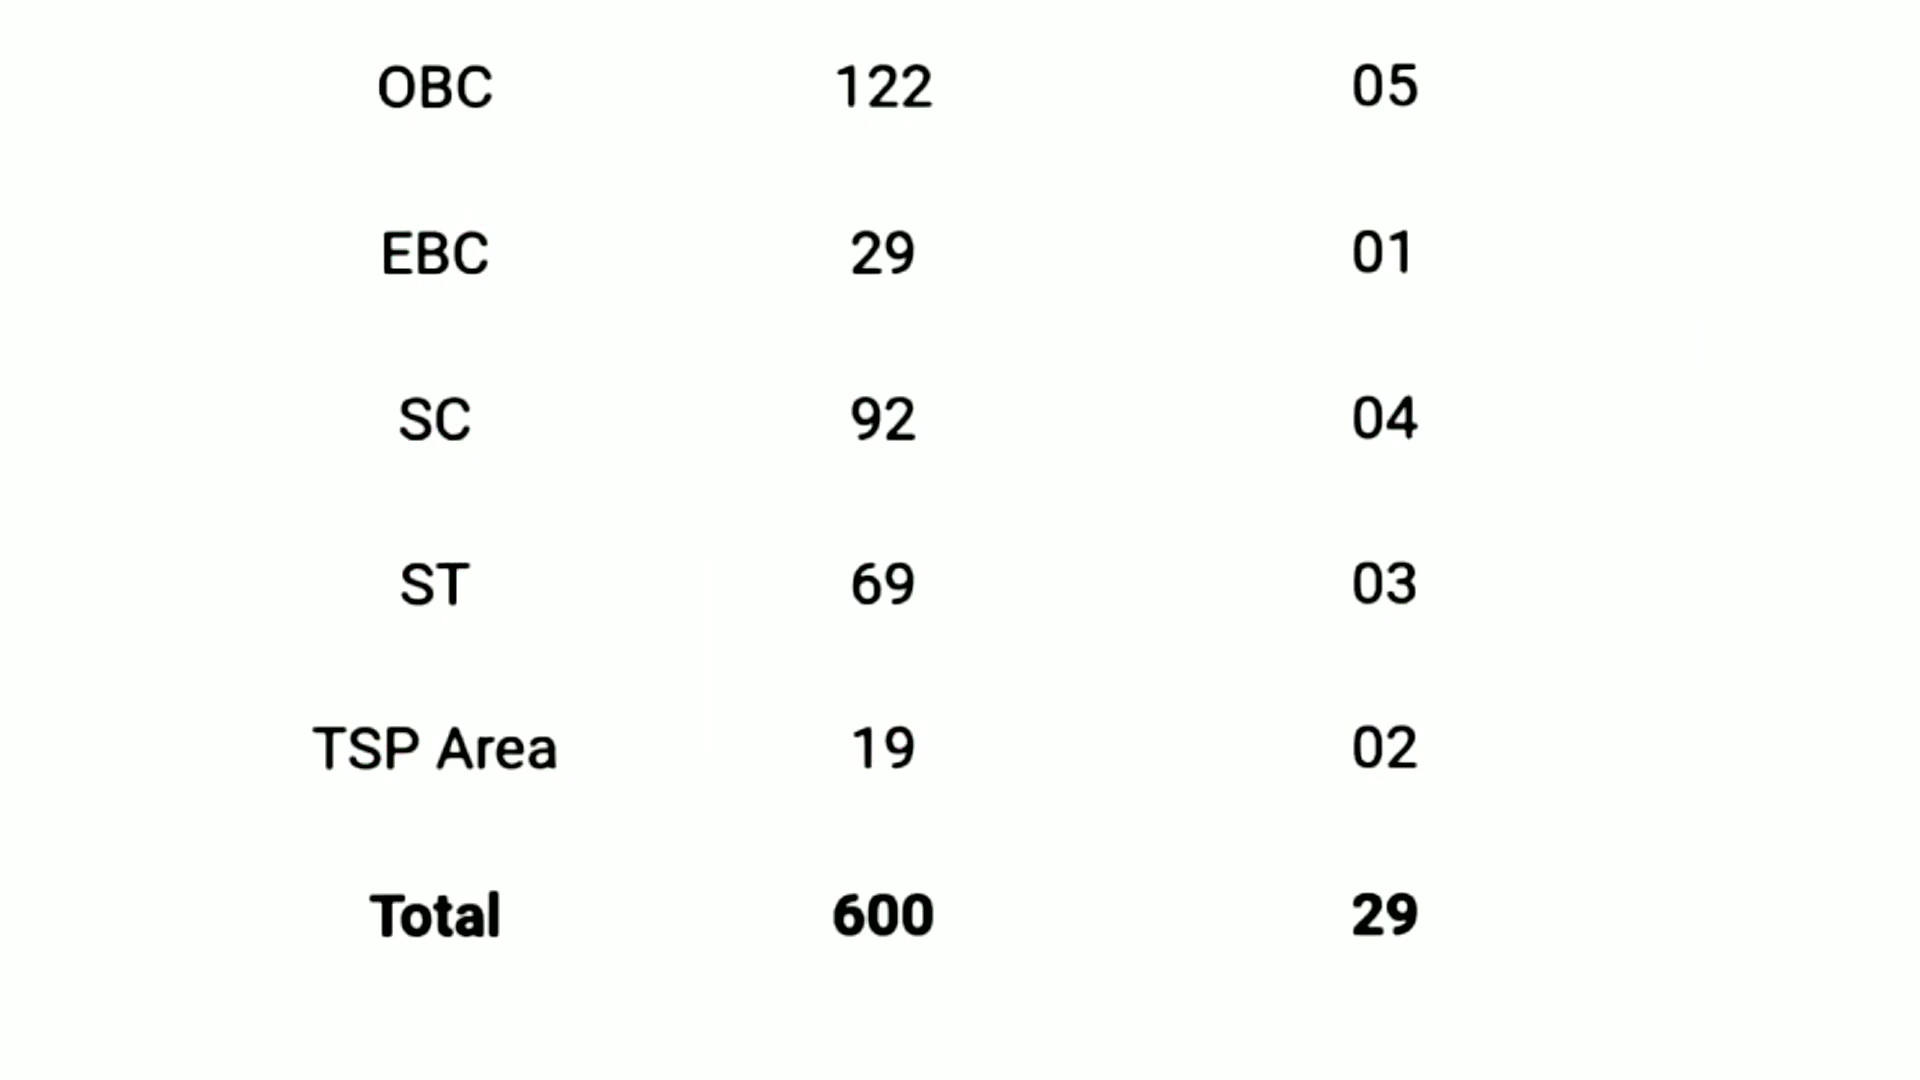 OBC 122 05
EBC 29 01
SC 92 04
ST 69 03
TSP Area 19 02
Total 600 29